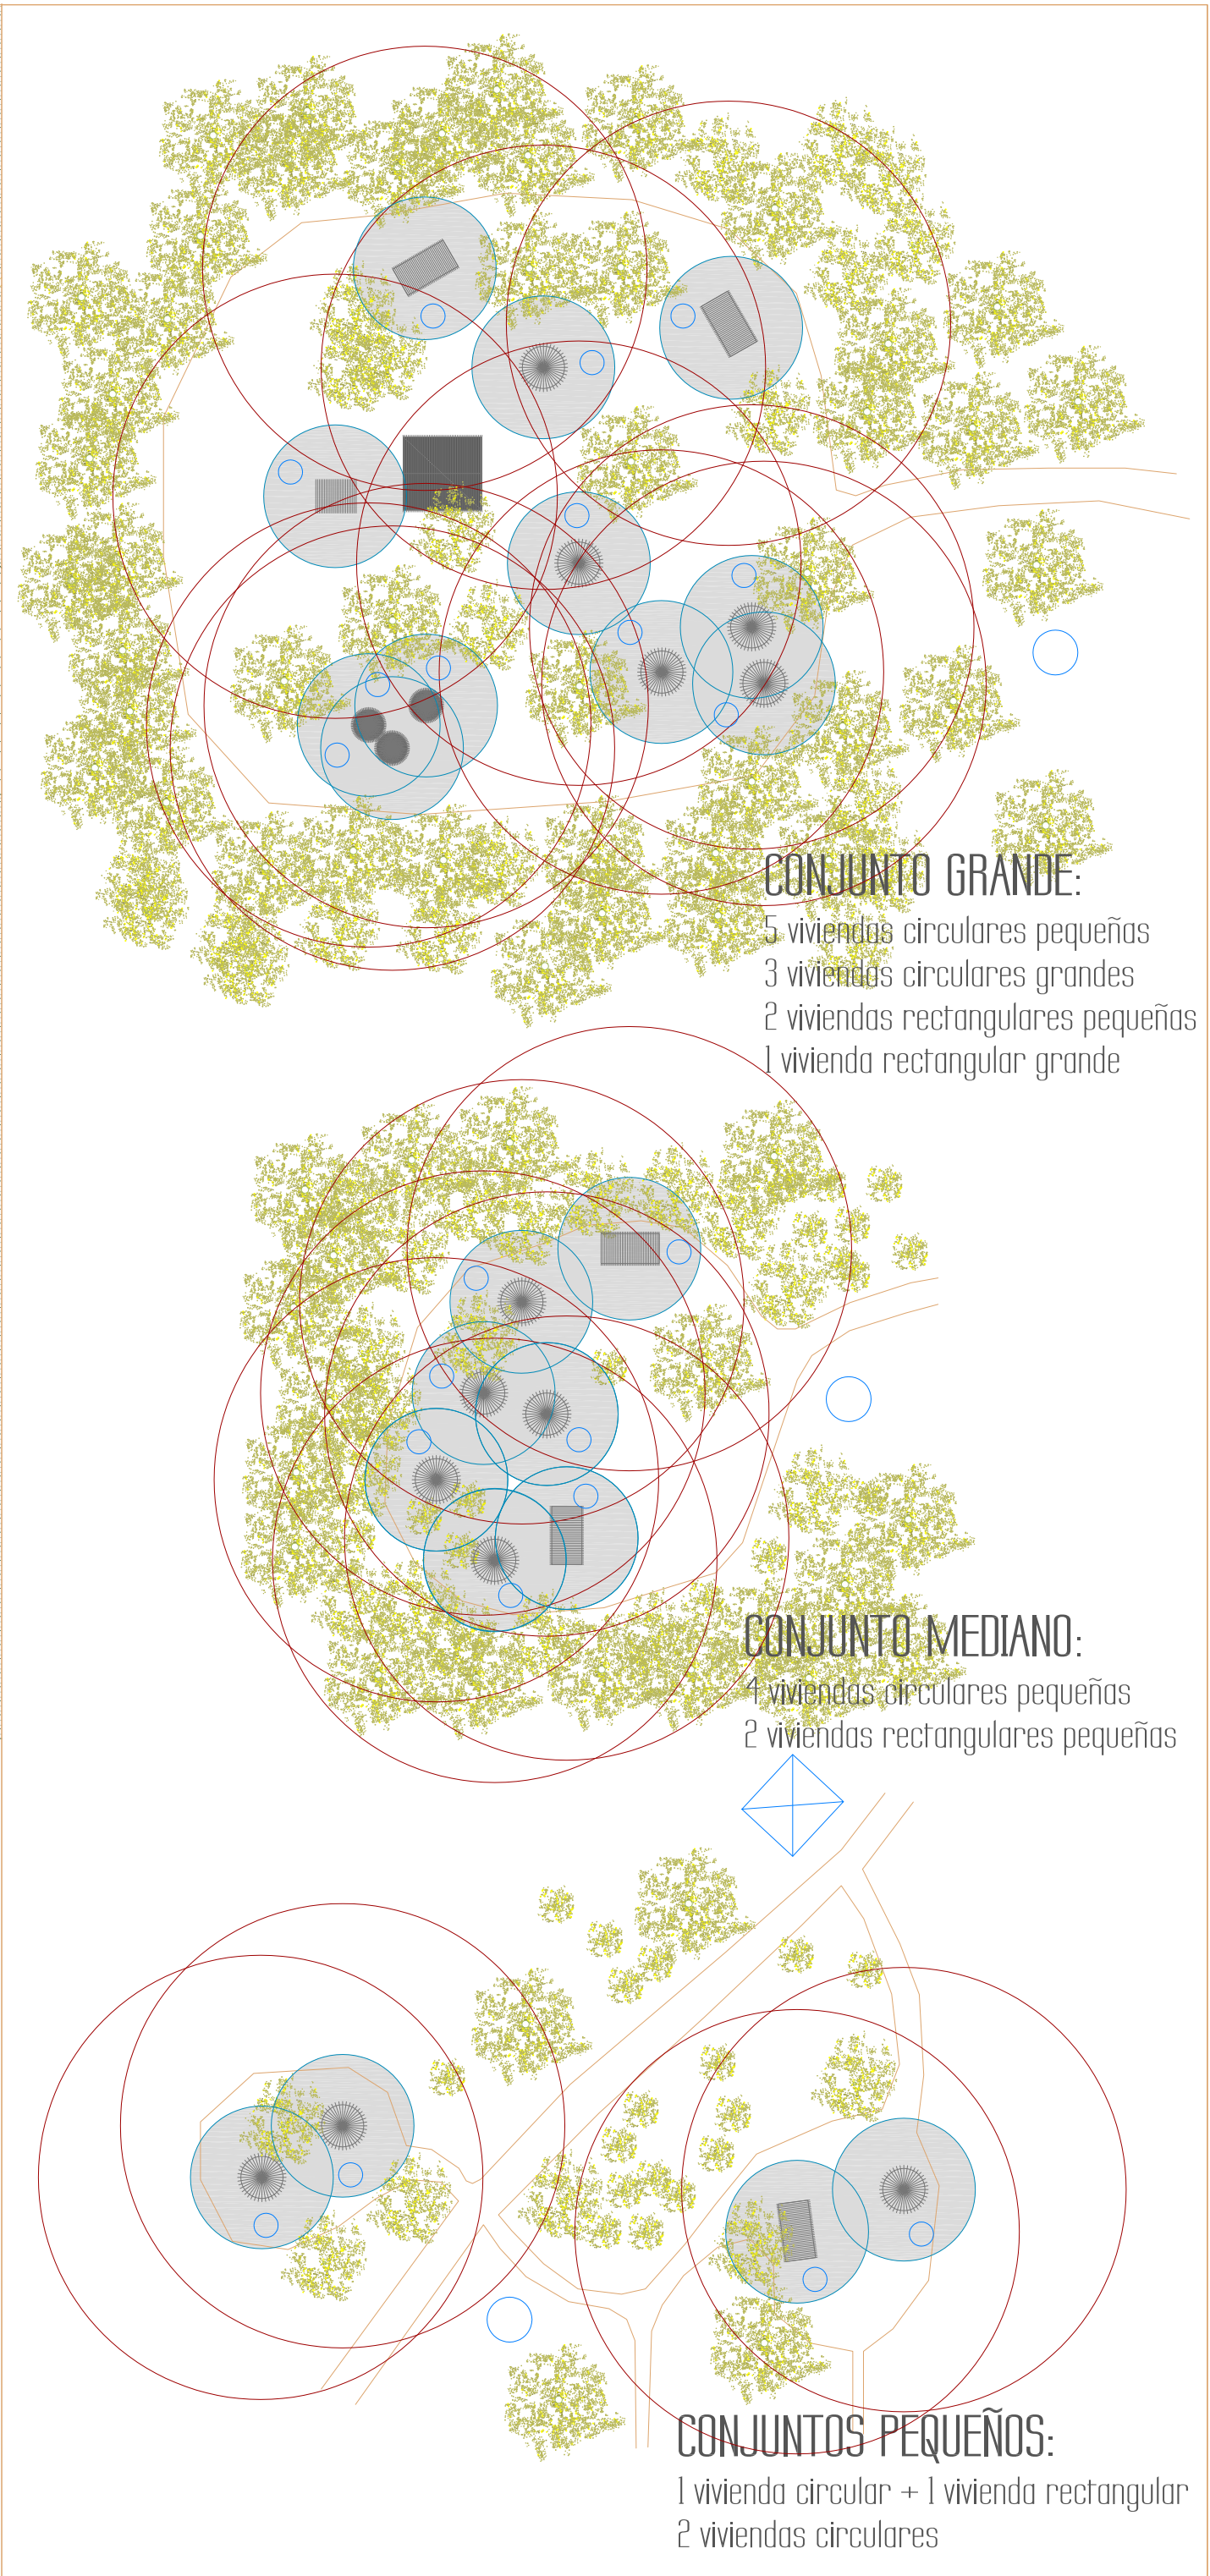 CONJUNTO GRANDE:
5 viviendas circulares pequeñas
3 viviendas circulares grandes
2 viviendas rectangulares pequeñas
1 vivienda rectangular grande
CONJUNTO MEDIANO:
4 viviendas circulares pequeñas
2 viviendas rectangulares pequeñas
CONJUNTOS PEQUEÑOS:
1 vivienda circular + 1 vivienda rectangular
2 viviendas circulares